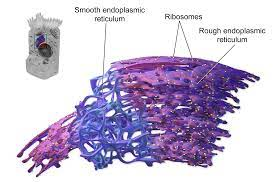 Smooth endoplasmic
reticulum
Ribosomes
Rough endoplasmic
reticulum